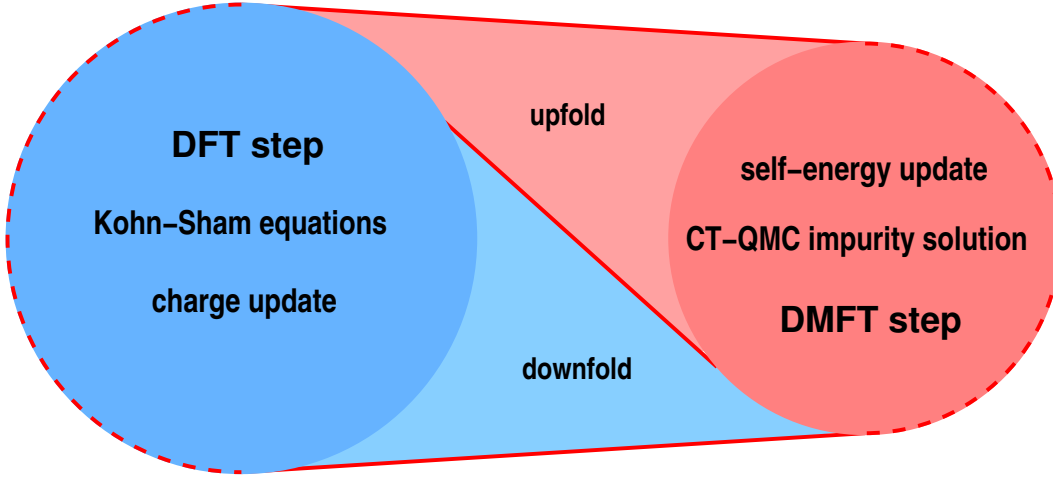 DFT step
Kohn−Sham equations
charge update
upfold
downfold
self−energy update
CT−QMC impurity solution
DMFT step